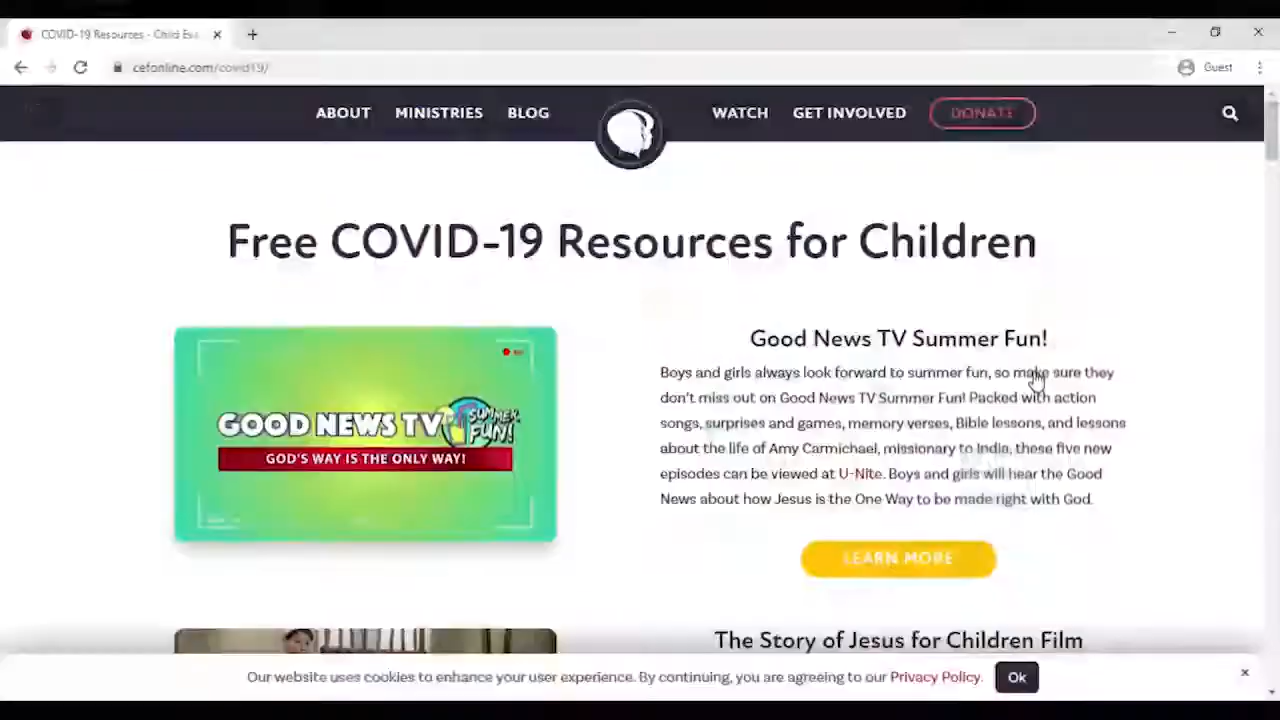 COVID-19 Resources - Child Eva
cefonline.com/covid19/
Guest
ABOUT MINISTRIES BLOG WATCH GET INVOLVED DONATE
Free COVID-19 Resources for Children
GOOD NEWS TV SUMMER FUN!
GOD'S WAY IS THE ONLY WAY!
Good News TV Summer Fun!
Boys and girls always look forward to summer fun, so make sure they
don't miss out on Good News TV Summer Fun! Packed with action
songs, surprises and games, memory verses, Bible lessons, and lessons
about the life of Amy Carmichael, missionary to India, these five new
episodes can be viewed at U-Nite. Boys and girls will hear the Good
News about how Jesus is the One Way to be made right with God.
LEARN MORE
The Story of Jesus for Children Film
Our website uses cookies to enhance your user experience. By continuing, you are agreeing to our Privacy Policy.
Ok